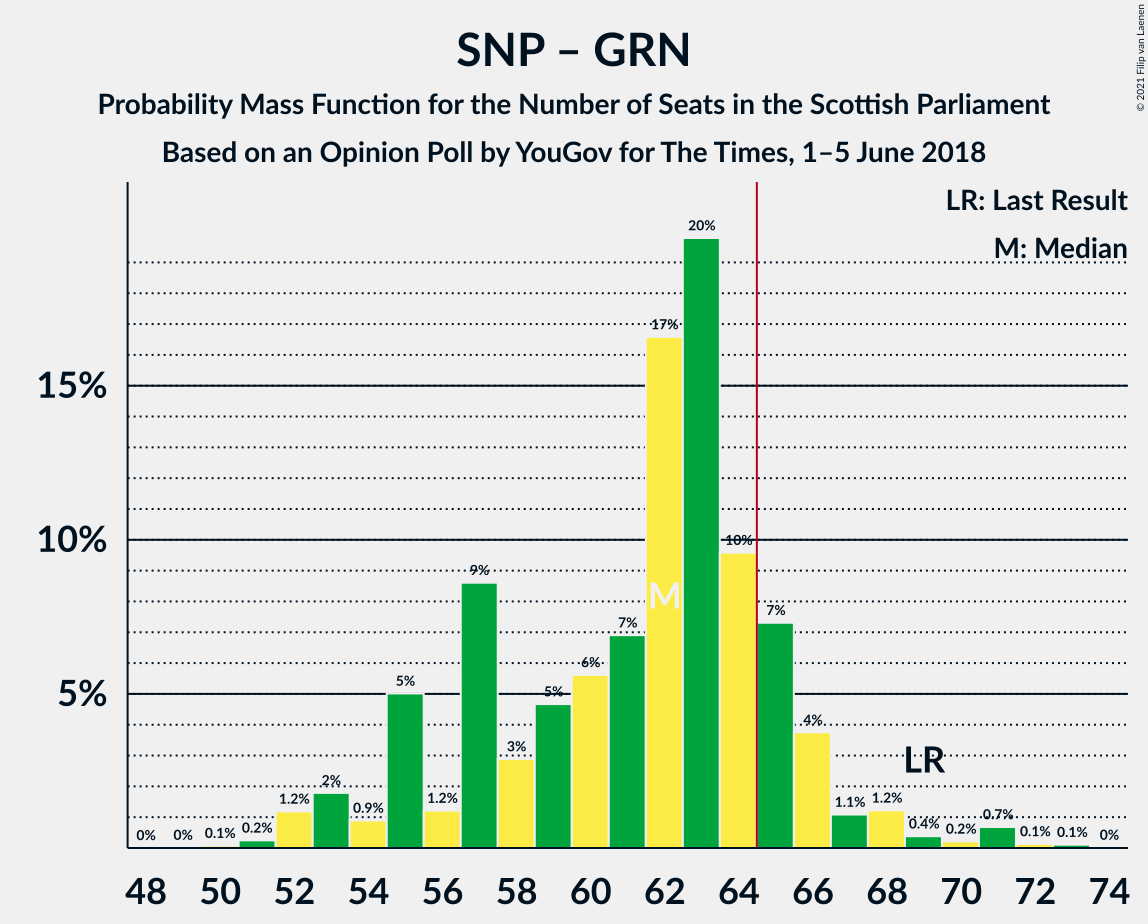 SNP – GRN
Probability Mass Function for the Number of Seats in the Scottish Parliament
Based on an Opinion Poll by YouGov for The Times, 1–5 June 2018
© 2021 Filip van Laenen
LR: Last Result
M: Median
15%
10%
5%
0% 0% 0.1% 0.2% 1.2% 2% 0.9% 5% 1.2% 9% 3% 5% 6% 7% 17% 20% 10% 7% 4% 1.1% 1.2% 0.4% 0.2% 0.7% 0.1% 0.1% 0%
M
LR
48 50 52 54 56 58 60 62 64 66 68 70 72 74